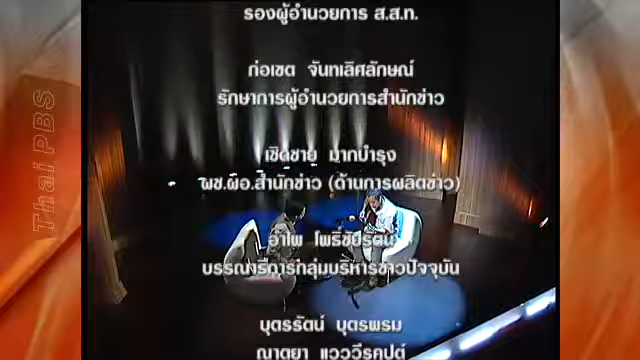 รองผู้อำนวยการ ส.ส.ท.
ก่อเขต จันทเลิศลักษณ์
รักษาการผู้อำนวยการสำนักข่าว
เชิดชาย มากบำรุง
ผช.ผอ.สำนักข่าว (ด้านการผลิตข่าว)
อำไพ โพธิ์ชัยรัตน์
บรรณาธิการกลุ่มบริหารข่าวปัจจุบัน
บุตรรัตน์ บุตรพรม
ณาตยา แวววีรคุปต์
Thai PBS